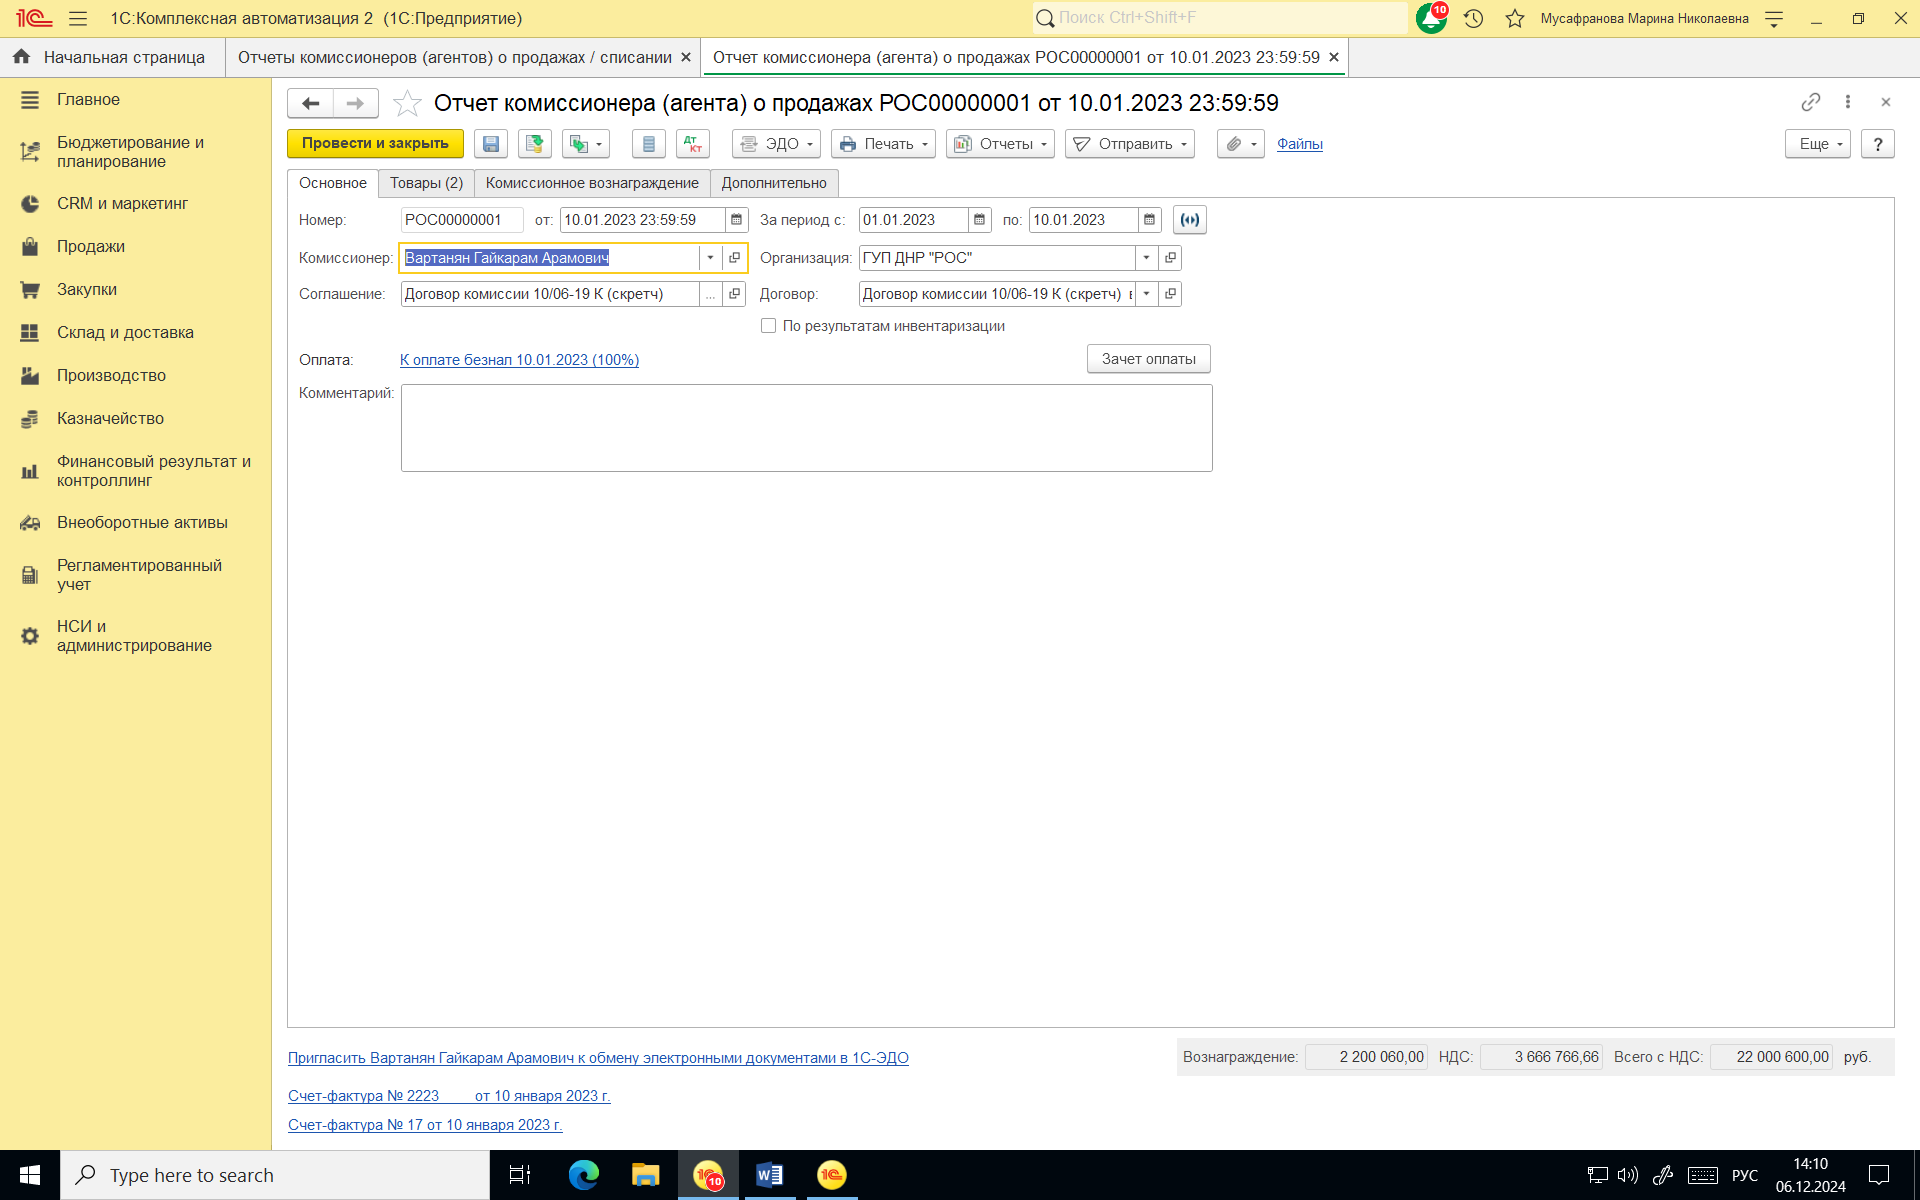 1С:Комплексная автоматизация 2 (1С:Предприятие)
Поиск Ctrl+Shift+F
10
Мусафранова Марина Николаевна
Начальная страница
Отчеты комиссионеров (агентов) о продажах / списании
Отчет комиссионера (агента) о продажах РОС00000001 от 10.01.2023 23:59:59
Главное
Бюджетирование и
планирование
CRM и маркетинг
Продажи
Закупки
Склад и доставка
Производство
Казначейство
Финансовый результат и
контроллинг
Внеоборотные активы
Регламентированный
учет
НСИ и
администрирование
Отчет комиссионера (агента) о продажах РОС00000001 от 10.01.2023 23:59:59
Провести и закрыть
Дт
Кт
ЭДО
Печать
Отчеты
Отправить
Файлы
Еще
?
Основное
Товары (2)
Комиссионное вознаграждение
Дополнительно
Номер: РОС00000001 от: 10.01.2023 23:59:59 За период с: 01.01.2023 по: 10.01.2023
Комиссионер: Вартанян Гайкарам Арамович Организация: ГУП ДНР "РОС"
Соглашение: Договор комиссии 10/06-19 К (скретч) ... Договор: Договор комиссии 10/06-19 К (скретч)
По результатам инвентаризации
Оплата: К оплате безнал 10.01.2023 (100%) Зачет оплаты
Комментарий:
Пригласить Вартанян Гайкарам Арамович к обмену электронными документами в 1С-ЭДО
Вознаграждение: 2 200 060,00 НДС: 3 666 766,66 Всего с НДС: 22 000 600,00 руб.
Счет-фактура № 2223 от 10 января 2023 г.
Счет-фактура № 17 от 10 января 2023 г.
Type here to search
10
РУС
14:10
06.12.2024